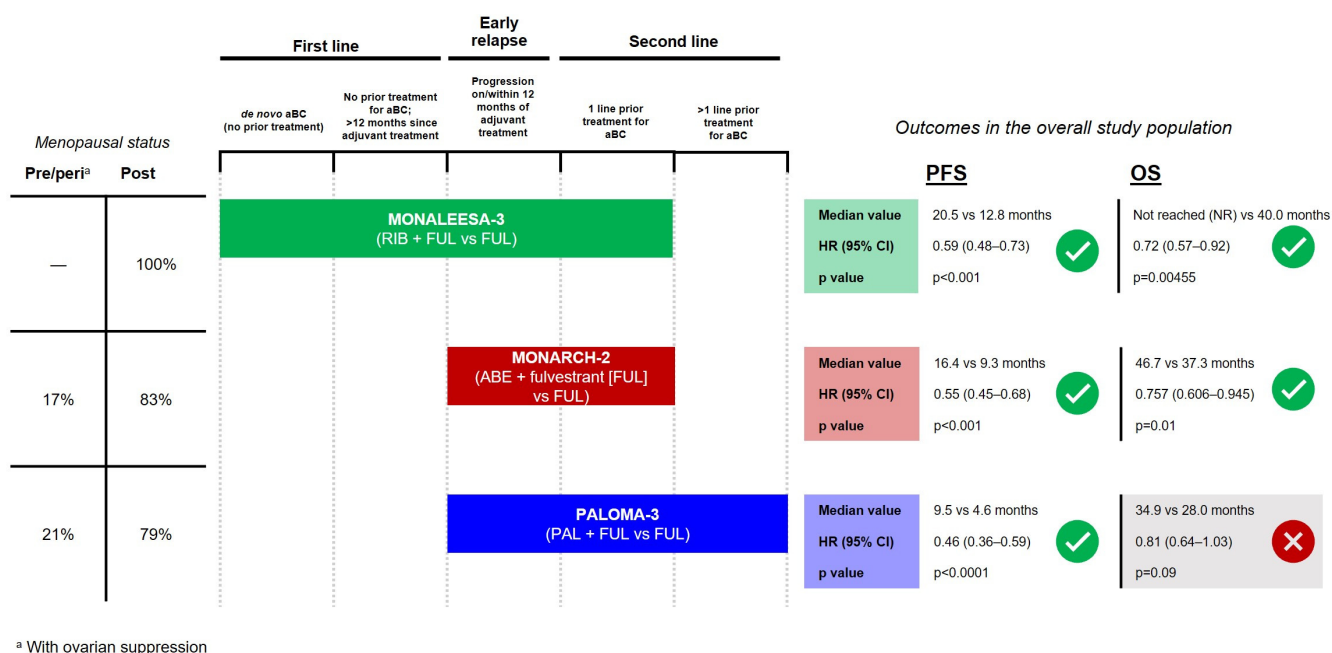 First line
Early
relapse
Second line
de novo aBC
(no prior treatment)
No prior treatment
for aBC;
>12 months since
adjuvant treatment
Progression
on/within 12
months of
adjuvant
treatment
1 line prior
treatment for
aBC
>1 line prior
treatment
for aBC
Menopausal status
Pre/periᵃ Post
Outcomes in the overall study population
PFS OS
— 100%
MONALEESA-3
(RIB + FUL vs FUL)
Median value 20.5 vs 12.8 months Not reached (NR) vs 40.0 months
HR (95% CI) 0.59 (0.48–0.73) 0.72 (0.57–0.92)
p value p<0.001 p=0.00455
17% 83%
MONARCH-2
(ABE + fulvestrant [FUL]
vs FUL)
Median value 16.4 vs 9.3 months 46.7 vs 37.3 months
HR (95% CI) 0.55 (0.45–0.68) 0.757 (0.606–0.945)
p value p<0.001 p=0.01
21% 79%
PALOMA-3
(PAL + FUL vs FUL)
Median value 9.5 vs 4.6 months 34.9 vs 28.0 months
HR (95% CI) 0.46 (0.36–0.59) 0.81 (0.64–1.03)
p value p<0.0001 p=0.09
ᵃ With ovarian suppression